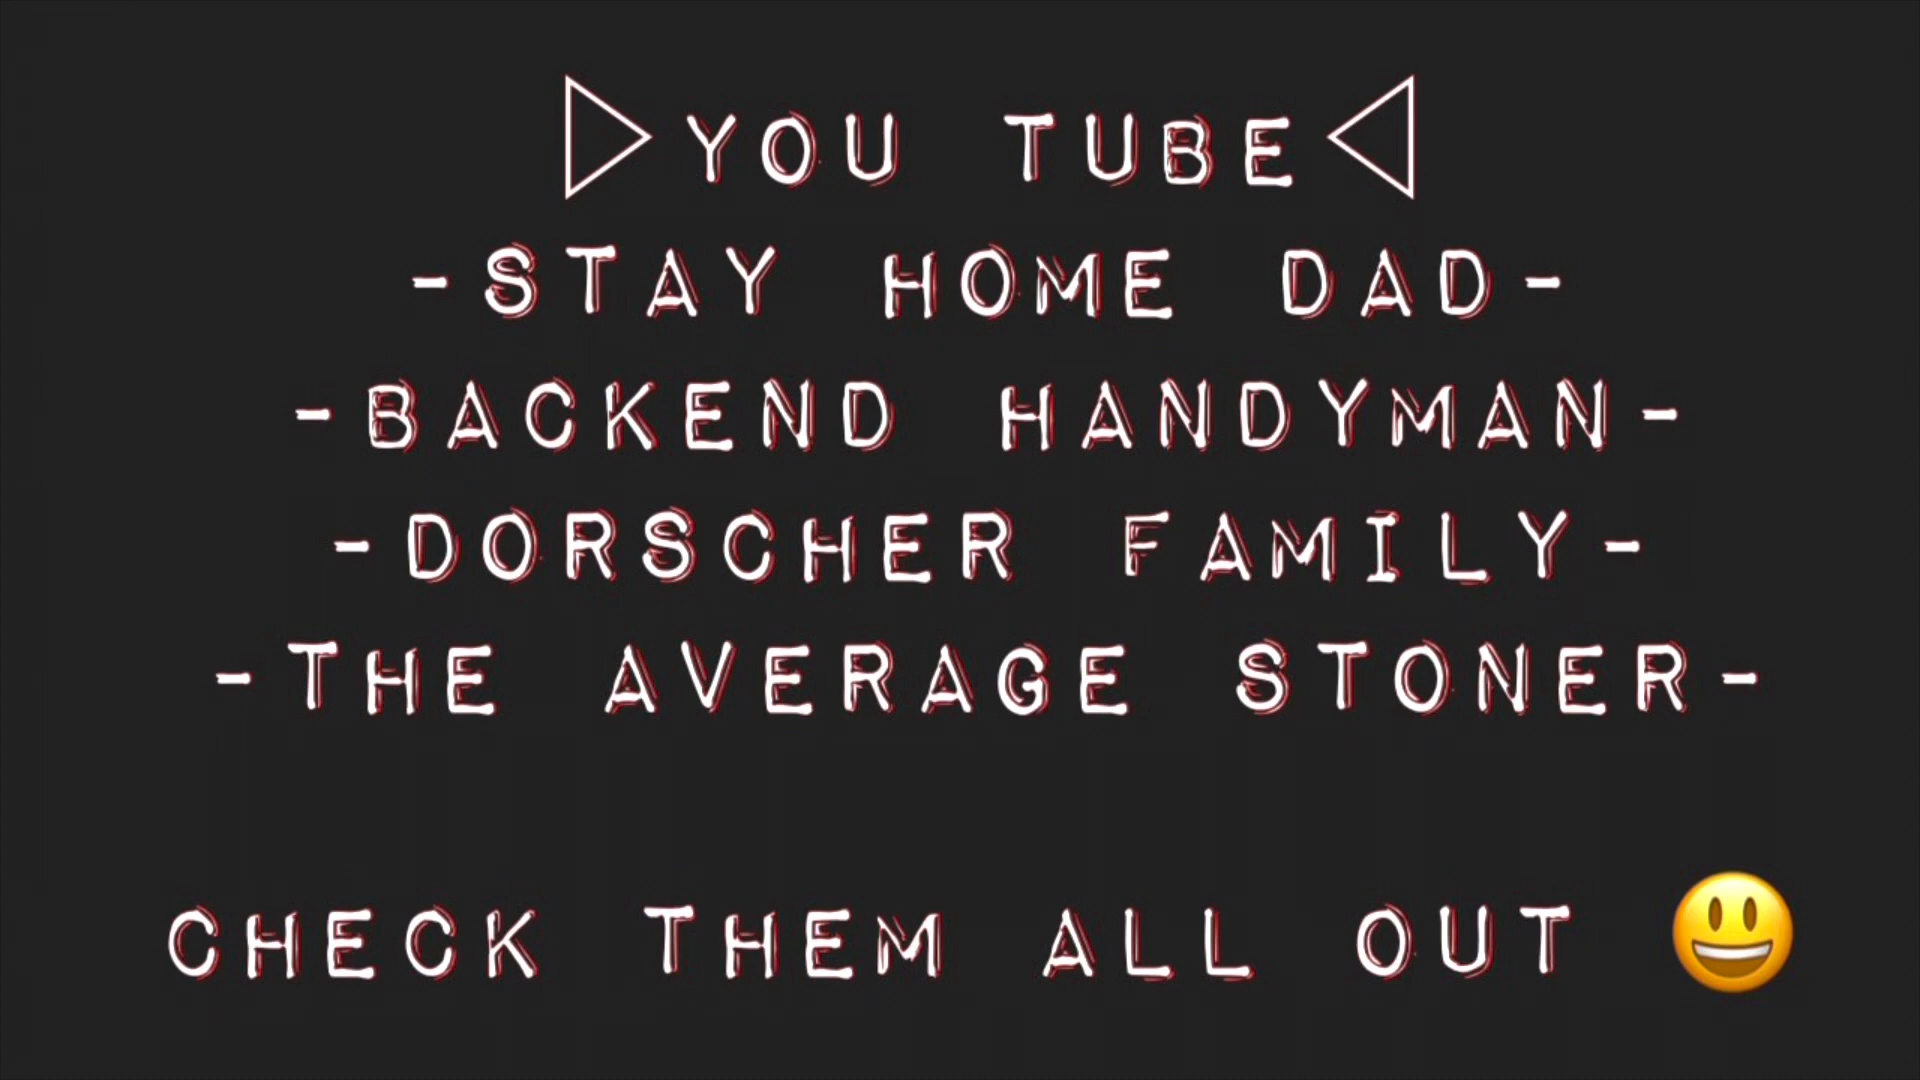 ▷YOU TUBE◁
-STAY HOME DAD-
-BACKEND HANDYMAN-
-DORSCHER FAMILY-
-THE AVERAGE STONER-
CHECK THEM ALL OUT 😃